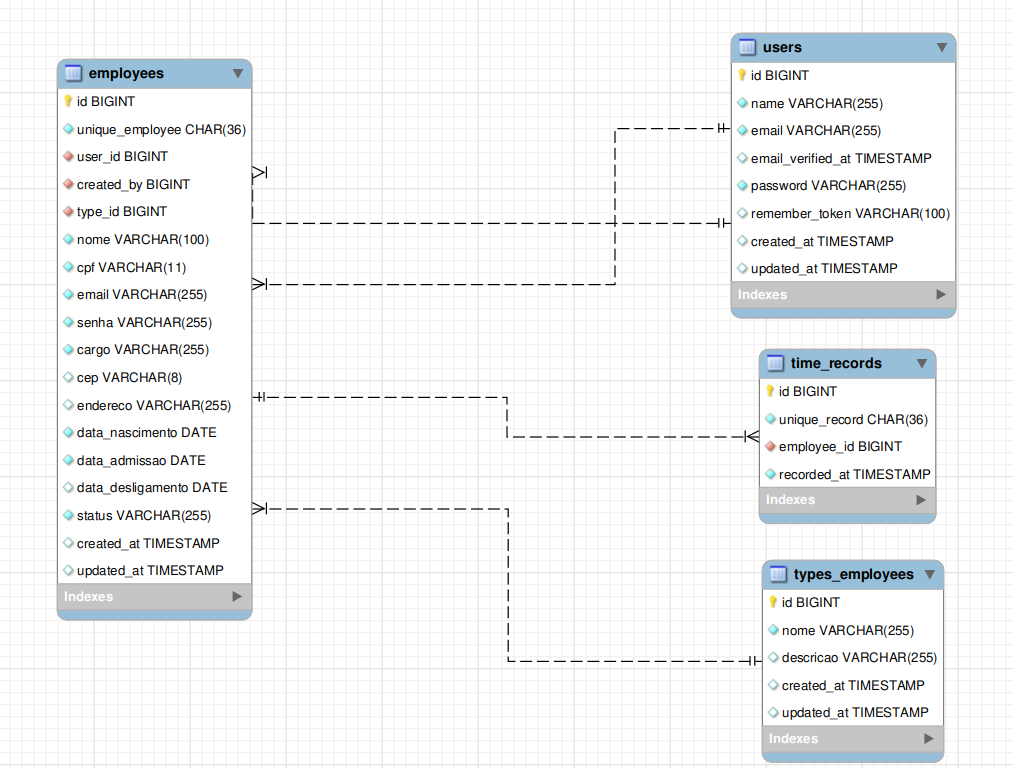 employees
id BIGINT
unique_employee CHAR(36)
user_id BIGINT
created_by BIGINT
type_id BIGINT
nome VARCHAR(100)
cpf VARCHAR(11)
email VARCHAR(255)
senha VARCHAR(255)
cargo VARCHAR(255)
cep VARCHAR(8)
endereco VARCHAR(255)
data_nascimento DATE
data_admissao DATE
data_desligamento DATE
status VARCHAR(255)
created_at TIMESTAMP
updated_at TIMESTAMP
Indexes
users
id BIGINT
name VARCHAR(255)
email VARCHAR(255)
email_verified_at TIMESTAMP
password VARCHAR(255)
remember_token VARCHAR(100)
created_at TIMESTAMP
updated_at TIMESTAMP
Indexes
time_records
id BIGINT
unique_record CHAR(36)
employee_id BIGINT
recorded_at TIMESTAMP
Indexes
types_employees
id BIGINT
nome VARCHAR(255)
descricao VARCHAR(255)
created_at TIMESTAMP
updated_at TIMESTAMP
Indexes